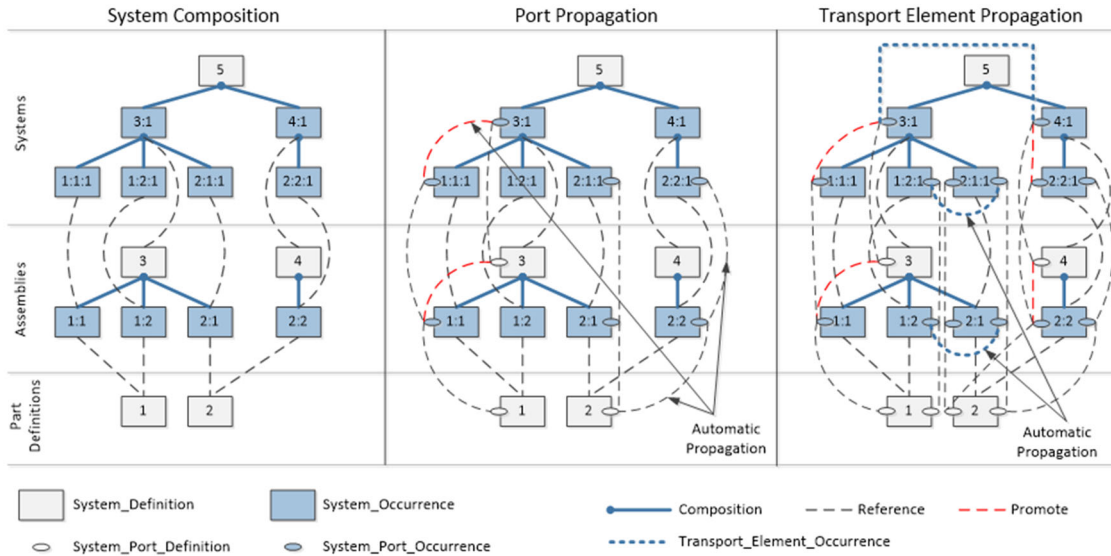 System Composition
Port Propagation
Transport Element Propagation
Systems
5
3:1
4:1
1:1:1
1:2:1
2:1:1
2:2:1
5
3:1
4:1
1:1:1
1:2:1
2:1:1
2:2:1
5
3:1
4:1
1:1:1
1:2:1
2:1:1
2:2:1
Assemblies
3
4
1:1
1:2
2:1
2:2
3
4
1:1
1:2
2:1
2:2
3
4
1:1
1:2
2:1
2:2
Part
Definitions
1
2
1
2
Automatic
Propagation
1
2
Automatic
Propagation
System_Definition
System_Occurrence
Composition
Reference
Promote
System_Port_Definition
System_Port_Occurrence
Transport_Element_Occurrence